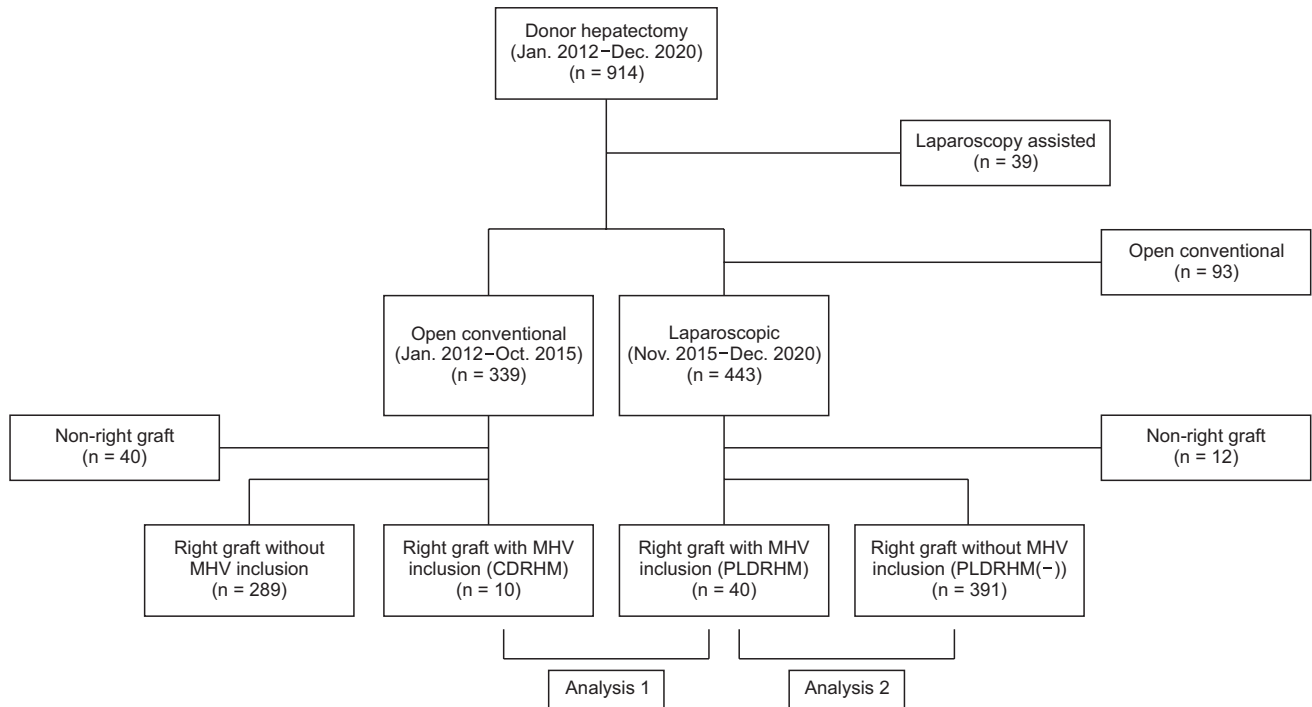 Donor hepatectomy
(Jan. 2012−Dec. 2020)
(n = 914)
Laparoscopy assisted
(n = 39)
Open conventional
(n = 93)
Open conventional
(Jan. 2012−Oct. 2015)
(n = 339)
Laparoscopic
(Nov. 2015−Dec. 2020)
(n = 443)
Non-right graft
(n = 40)
Non-right graft
(n = 12)
Right graft without
MHV inclusion
(n = 289)
Right graft with MHV
inclusion (CDRHM)
(n = 10)
Right graft with MHV
inclusion (PLDRHM)
(n = 40)
Right graft without MHV
inclusion (PLDRHM(−))
(n = 391)
Analysis 1
Analysis 2